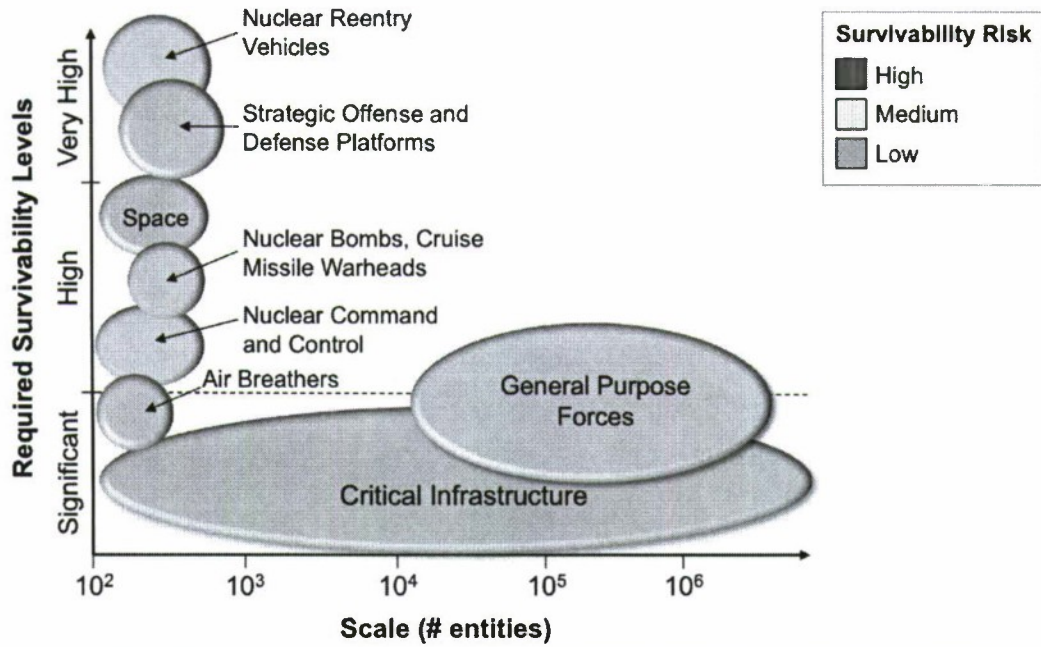 Nuclear Reentry
Vehicles
Strategic Offense and
Defense Platforms
Space
Nuclear Bombs, Cruise
Missile Warheads
Nuclear Command
and Control
Air Breathers
General Purpose
Forces
Critical Infrastructure
Survivability Risk
High
Medium
Low
Required Survivability Levels
Very High
High
Significant
10²
10³
10⁴
10⁵
10⁶
Scale (# entities)